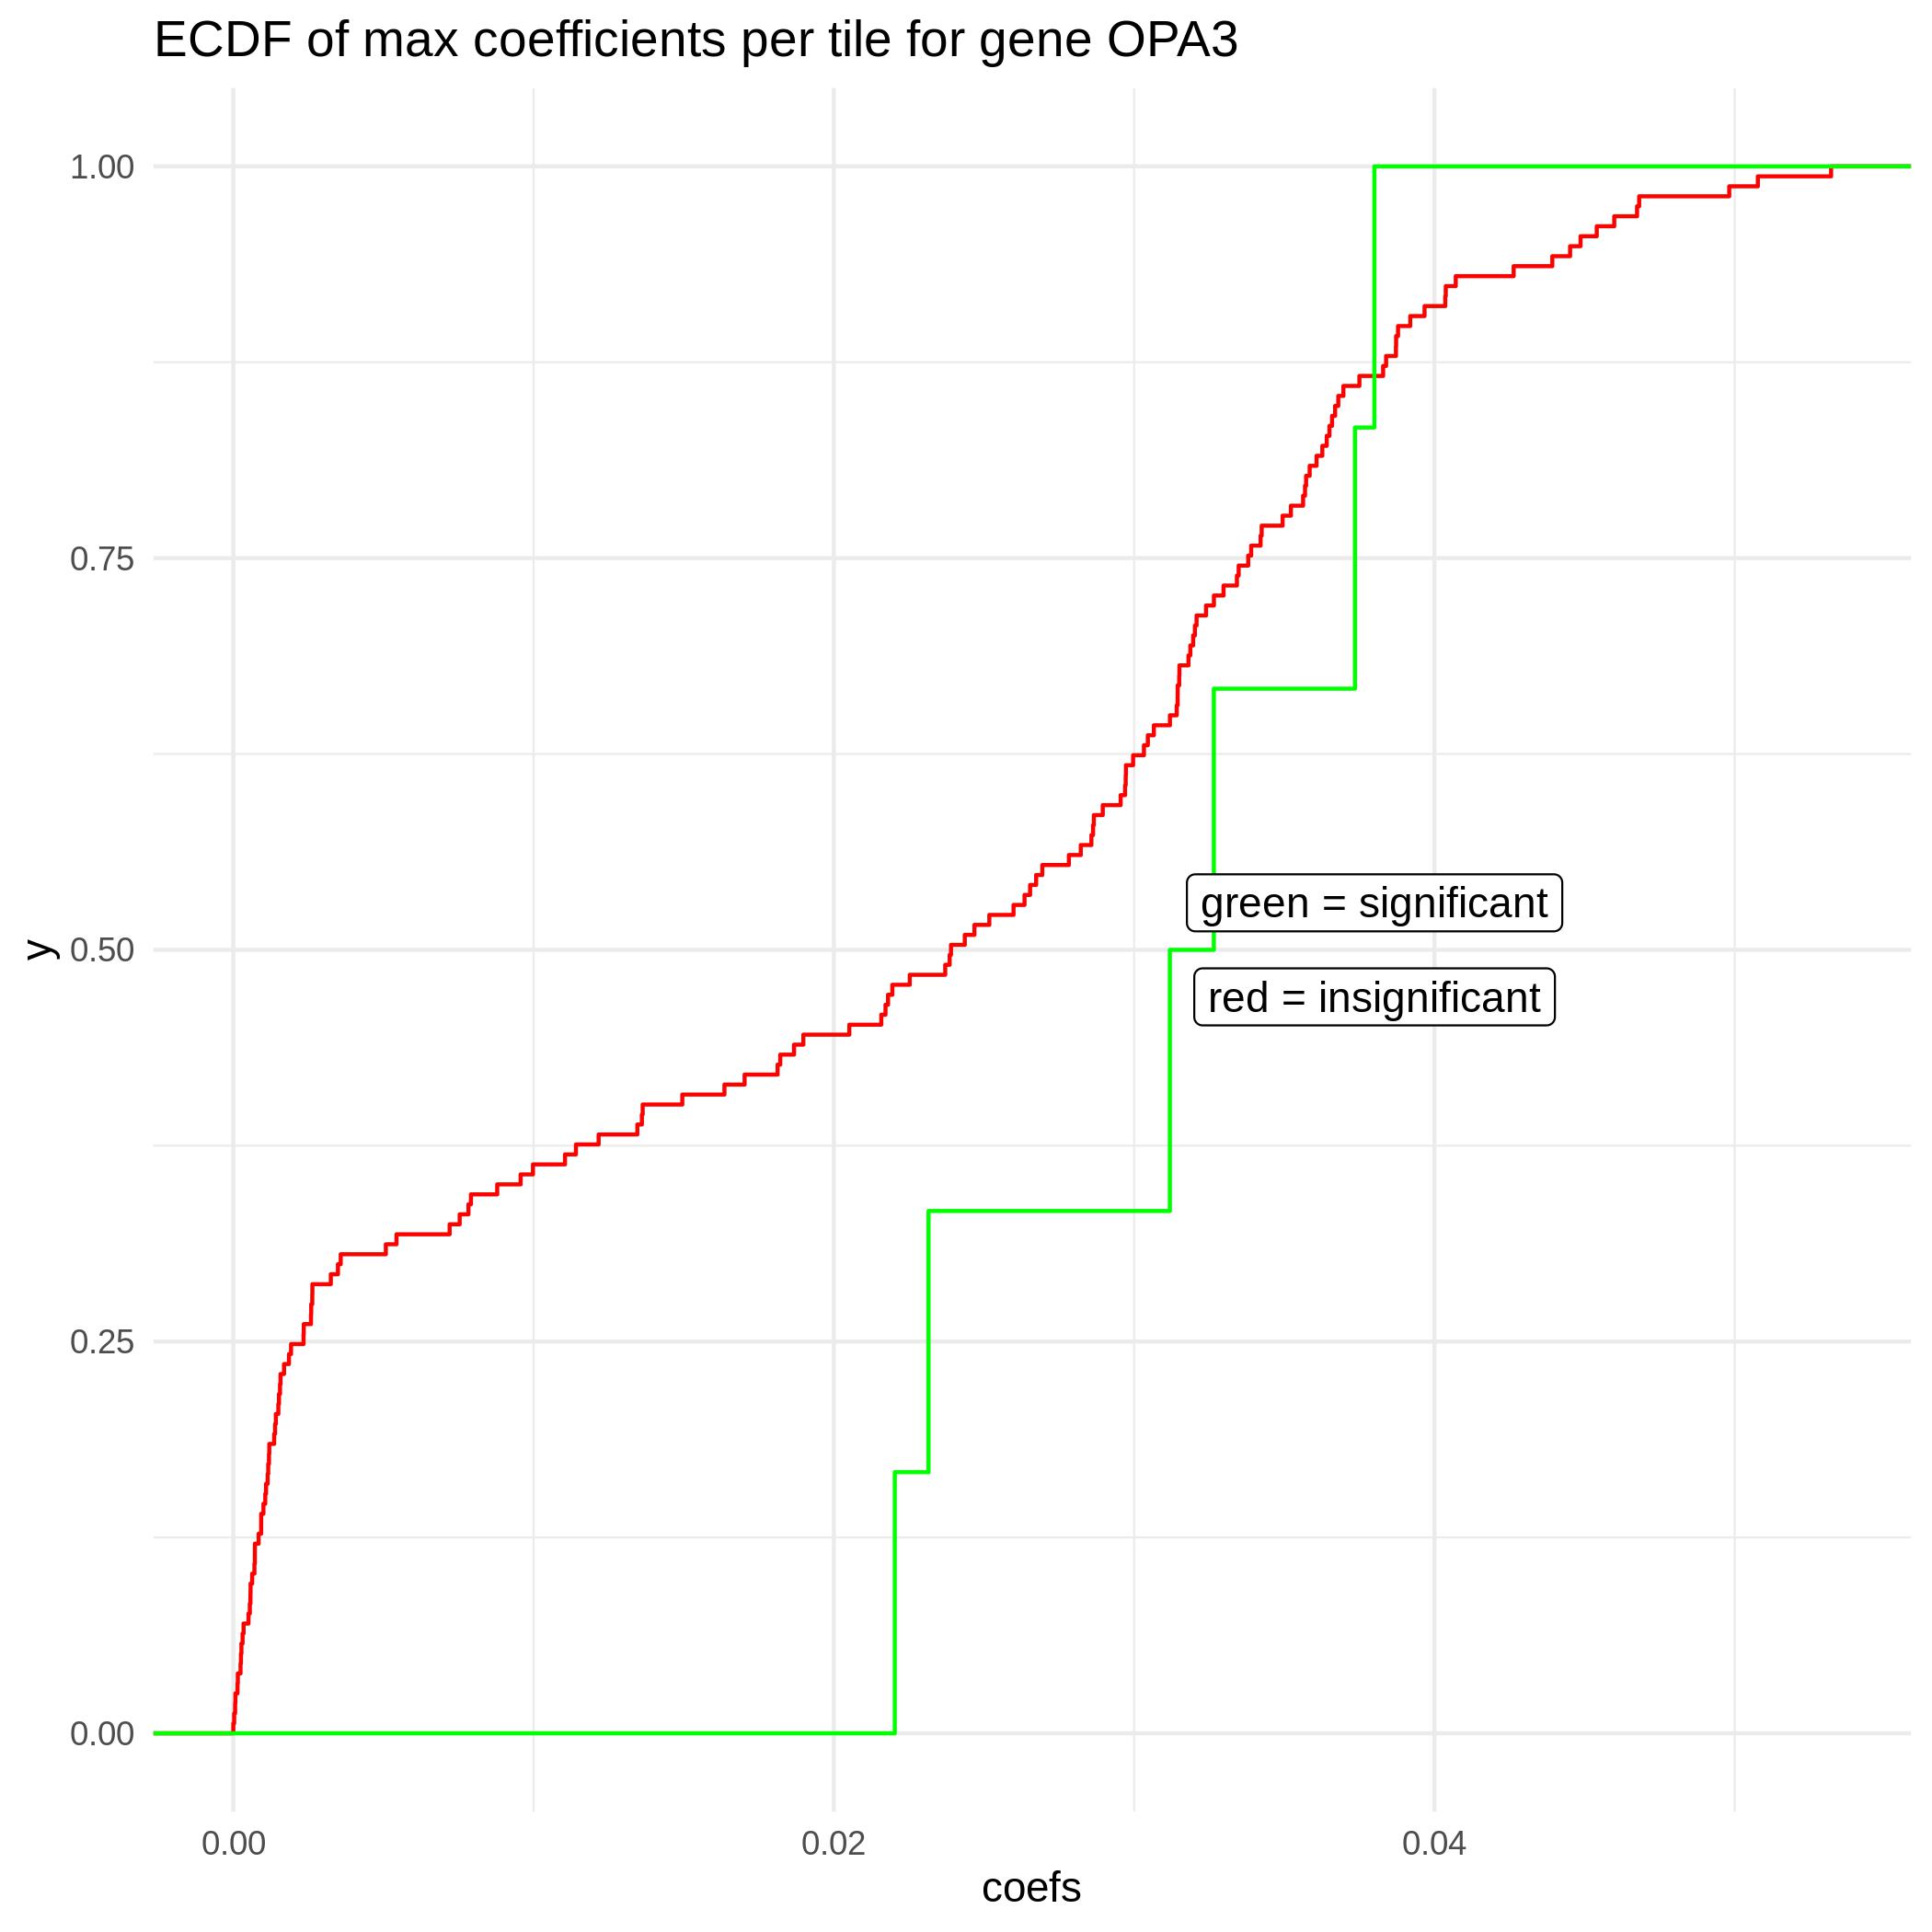 ECDF of max coefficients per tile for gene OPA3
1.00
0.75
green = significant
y
0.50
red = insignificant
0.25
0.00
0.00 0.02 0.04
coefs